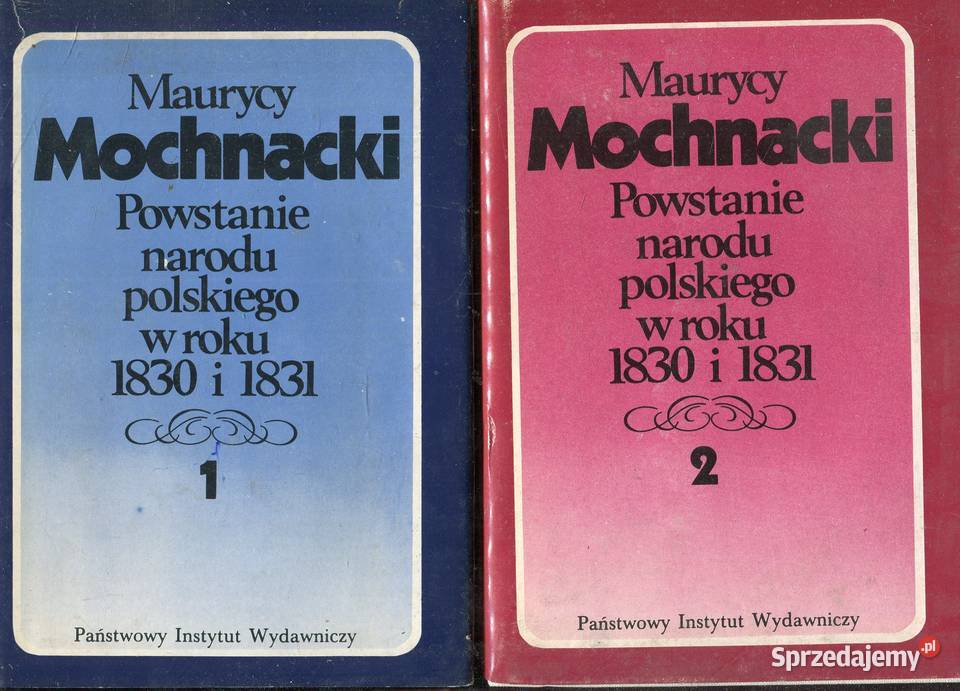 Maurycy
Mochnacki
Powstanie
narodu
polskiego
w roku
1830 i 1831
1
Państwowy Instytut Wydawniczy
Maurycy
Mochnacki
Powstanie
narodu
polskiego
w roku
1830 i 1831
2
Państwowy Instytut Wydawniczy
Sprzedajemy.pl